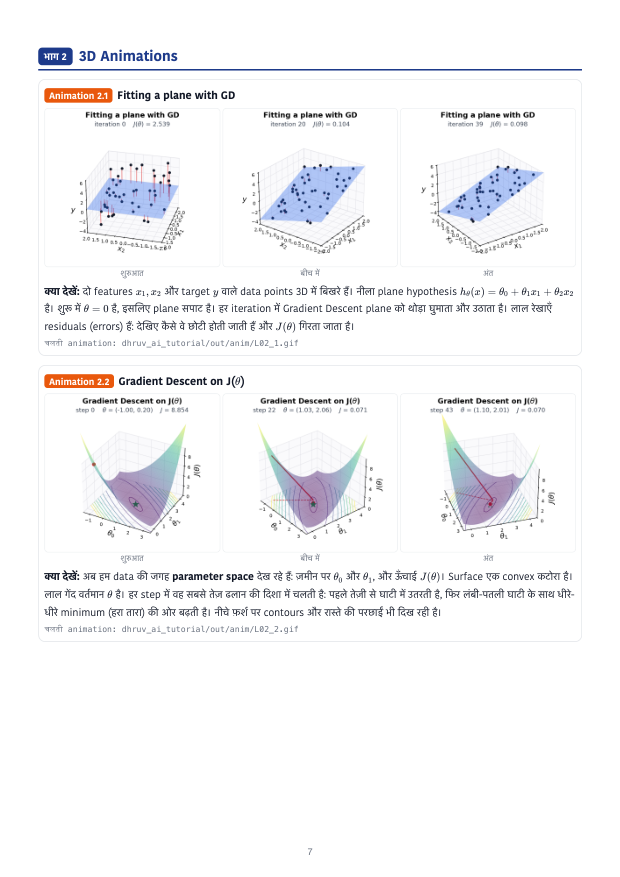 भाग 2 3D Animations
Animation 2.1 Fitting a plane with GD
Fitting a plane with GD
iteration 0 J(θ) = 2.539
Fitting a plane with GD
iteration 20 J(θ) = 0.104
Fitting a plane with GD
iteration 39 J(θ) = 0.098
शुरुआत
बीच में
अंत
क्या देखें: दो features x₁, x₂ और target y वाले data points 3D में बिखरे हैं। नीला plane hypothesis hθ(x) = θ₀ + θ₁x₁ + θ₂x₂
है। शुरू में θ = 0 है, इसलिए plane सपाट है। हर iteration में Gradient Descent plane को थोड़ा घुमाता और उठाता है। लाल रेखाएँ
residuals (errors) हैं: देखिए कैसे वे छोटी होती जाती हैं और J(θ) गिरता जाता है।
चलती animation: dhruv_ai_tutorial/out/anim/L02_1.gif
Animation 2.2 Gradient Descent on J(θ)
Gradient Descent on J(θ)
step 0 θ = (-1.00, 0.20) J = 8.854
Gradient Descent on J(θ)
step 22 θ = (1.03, 2.06) J = 0.071
Gradient Descent on J(θ)
step 43 θ = (1.10, 2.01) J = 0.070
शुरुआत
बीच में
अंत
क्या देखें: अब हम data की जगह parameter space देख रहे हैं: ज़मीन पर θ₀ और θ₁, और ऊँचाई J(θ)। Surface एक convex कटोरा है।
लाल गेंद वर्तमान θ है। हर step में वह सबसे तेज ढलान की दिशा में चलती है: पहले तेजी से घाटी में उतरती है, फिर लंबी-पतली घाटी के साथ धीरे-
धीरे minimum (हरा तारा) की ओर बढ़ती है। नीचे फ़र्श पर contours और रास्ते की परछाई भी दिख रही है।
चलती animation: dhruv_ai_tutorial/out/anim/L02_2.gif
7